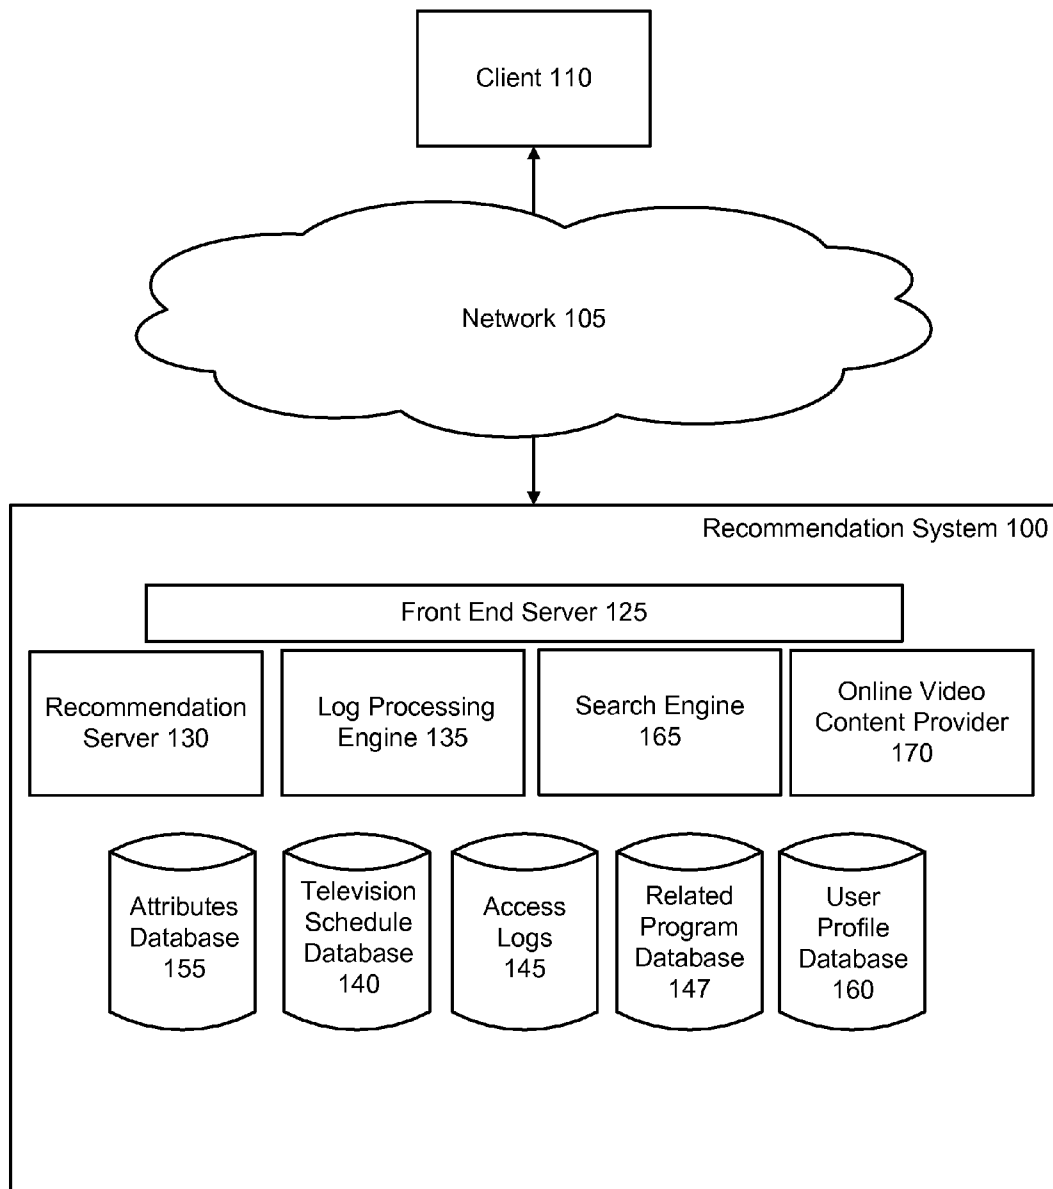 Client 110
Network 105
Recommendation System 100
Front End Server 125
Recommendation
Server 130
Log Processing
Engine 135
Search Engine
165
Online Video
Content Provider
170
Attributes
Database
155
Television
Schedule
Database
140
Access
Logs
145
Related
Program
Database
147
User
Profile
Database
160